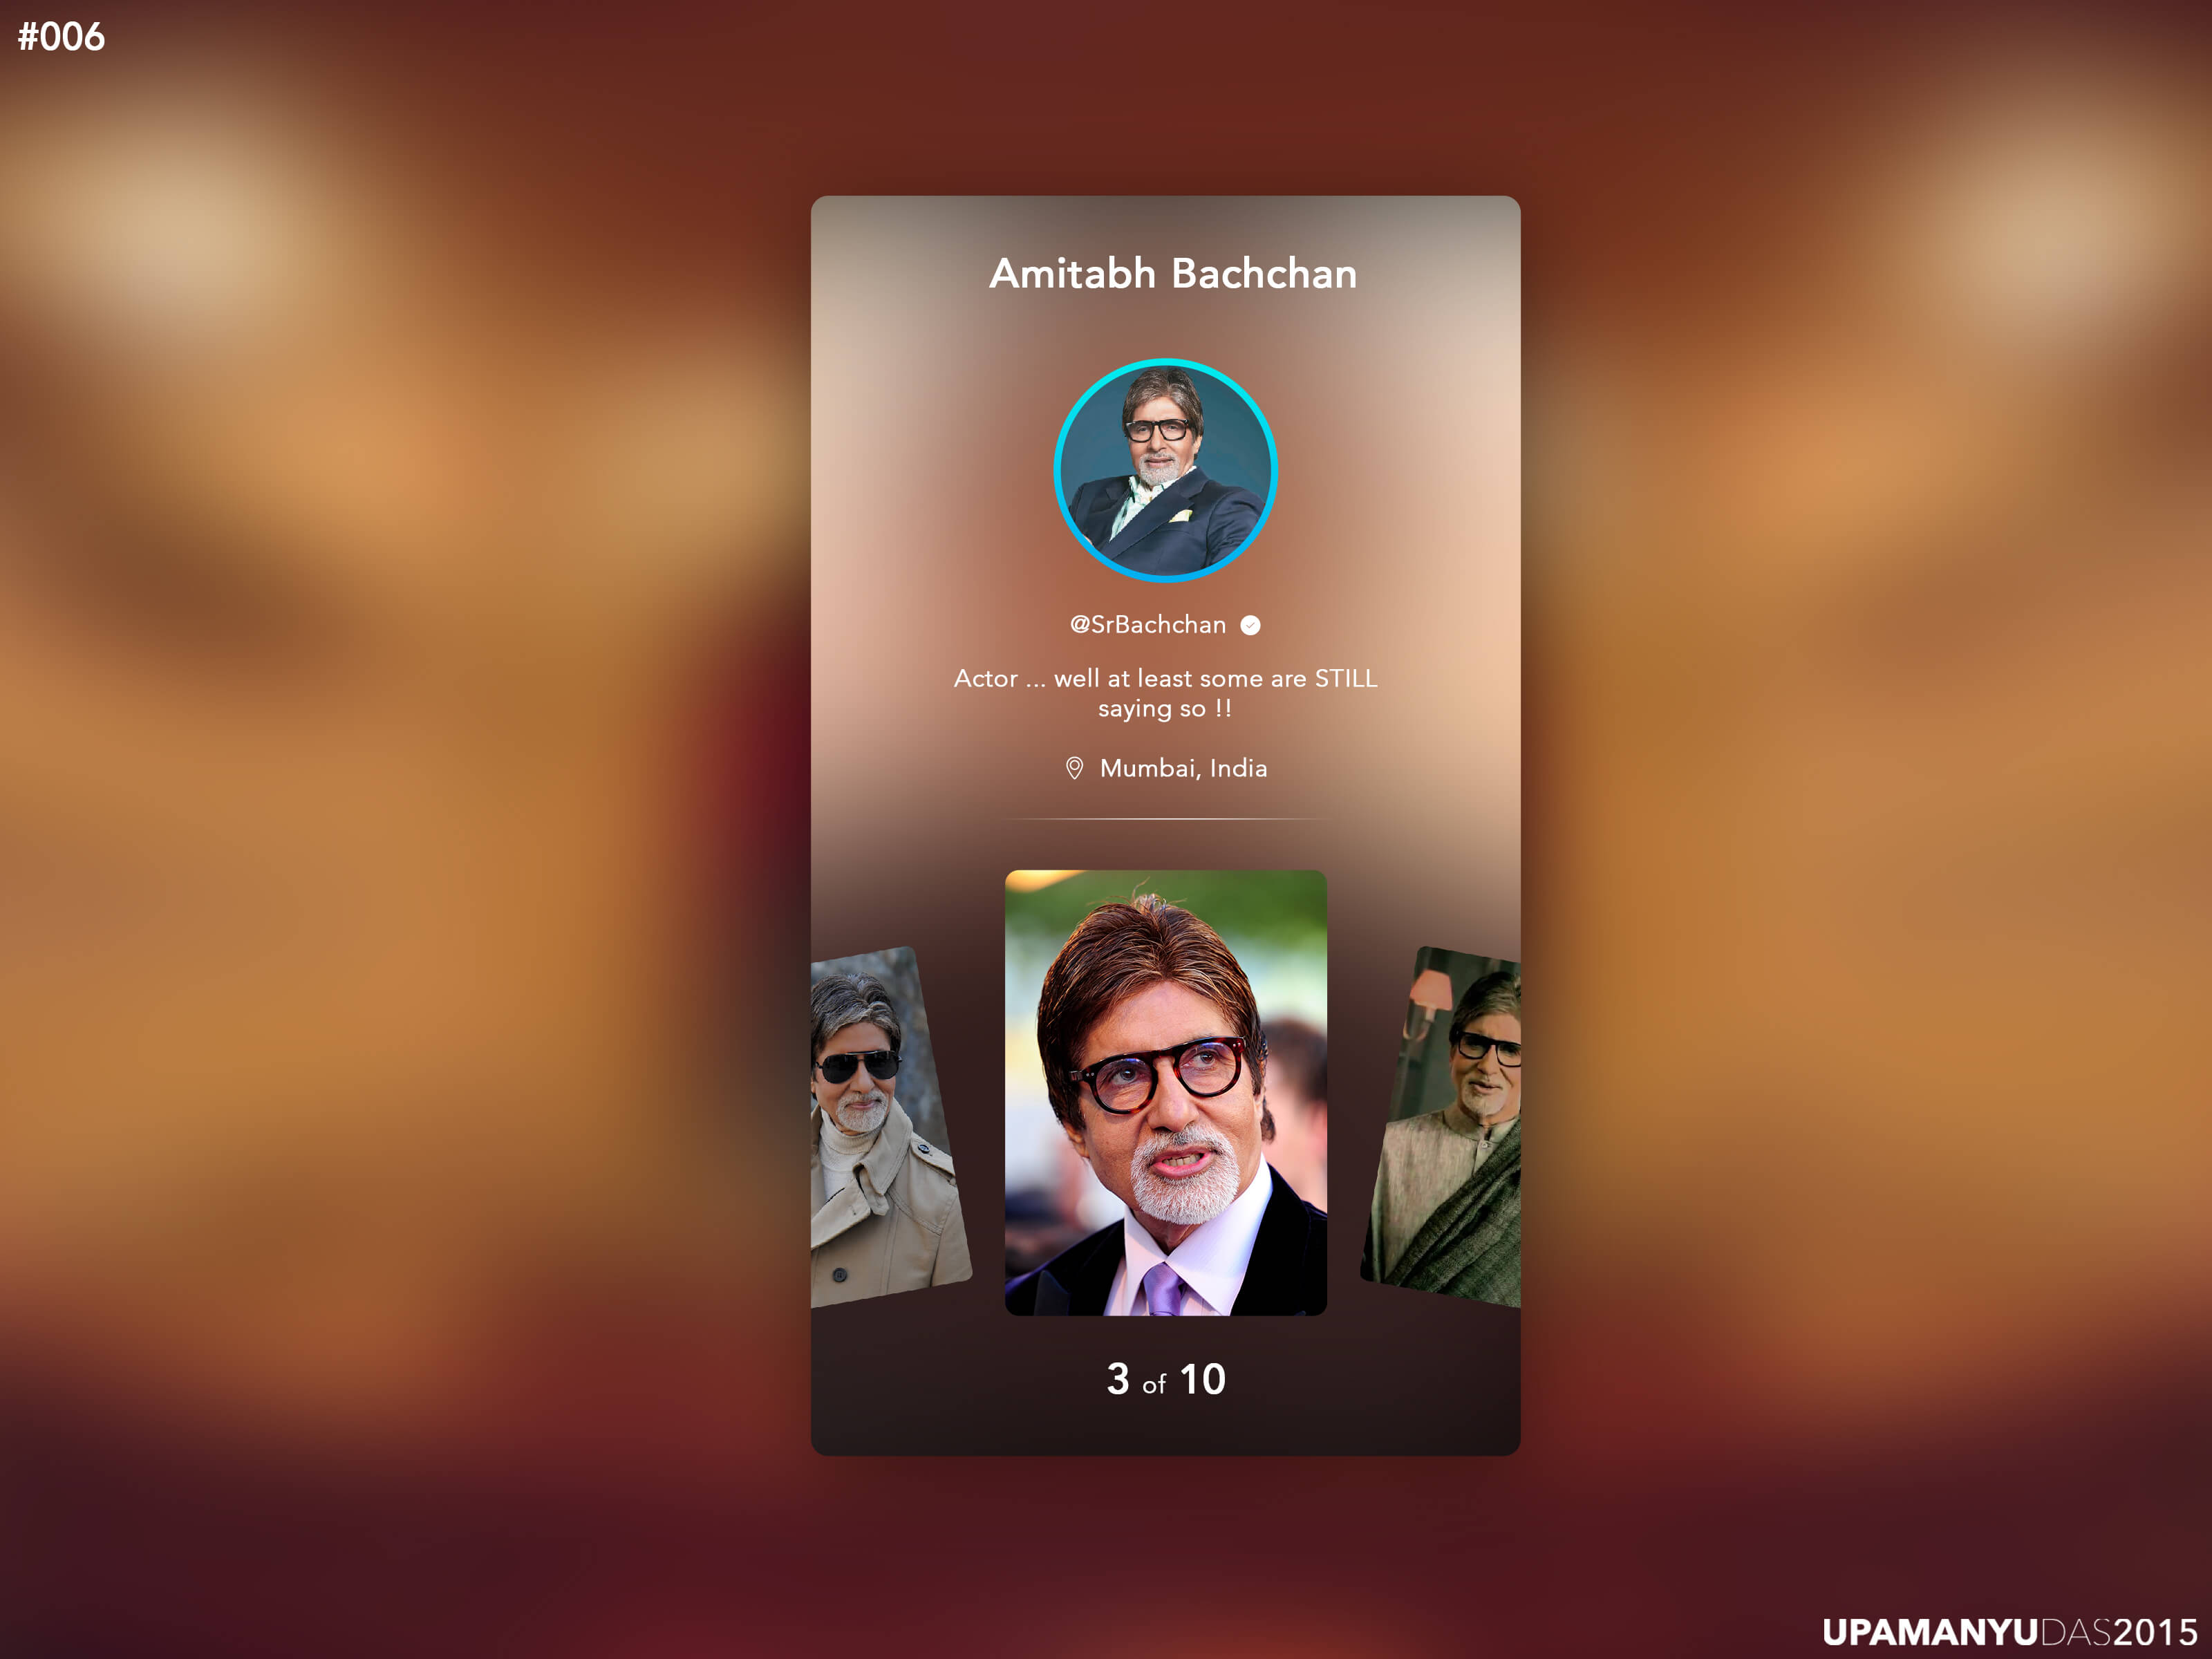 #006
Amitabh Bachchan
@SrBachchan
Actor ... well at least some are STILL
saying so !!
Mumbai, India
3 of 10
UPAMANYUDAS2015